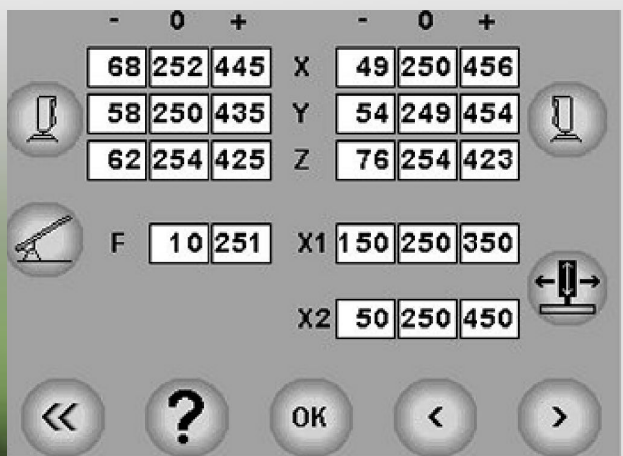 - 0 + - 0 +
68 252 445 X 49 250 456
58 250 435 Y 54 249 454
62 254 425 Z 76 254 423
F 10 251 X1 150 250 350
X2 50 250 450
« ? OK < >